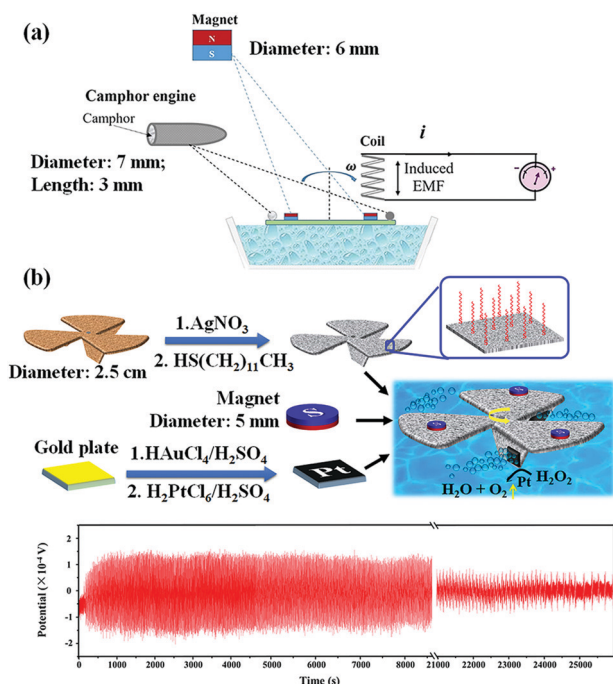 (a)
Magnet
N
S
Diameter: 6 mm
Camphor engine
Camphor
Diameter: 7 mm;
Length: 3 mm
ω
Coil
i
Induced
EMF
- +
(b)
1.AgNO3
2. HS(CH2)11CH3
Diameter: 2.5 cm
Magnet
Diameter: 5 mm
S
Gold plate
1.HAuCl4/H2SO4
2. H2PtCl6/H2SO4
Pt
S
S
S
H2O + O2 Pt H2O2
Potential (×10⁻⁴ V)
2
1
0
-1
-2
0 1000 2000 3000 4000 5000 6000 7000 8000 21000 22000 23000 24000 25000
Time (s)